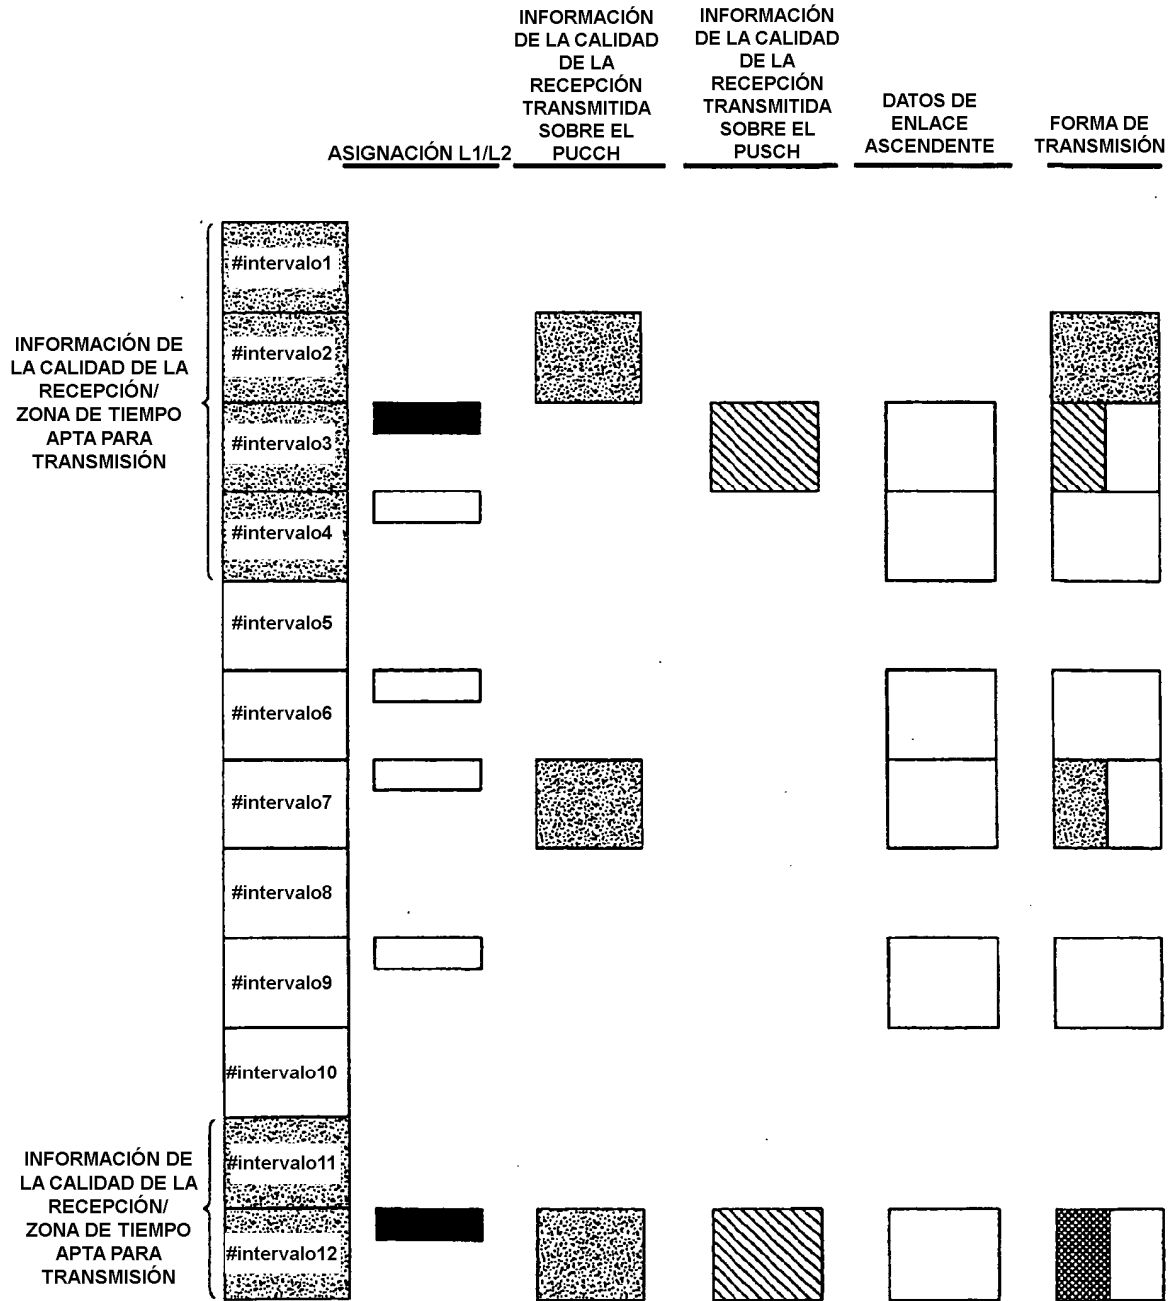 INFORMACIÓN
DE LA CALIDAD
DE LA
RECEPCIÓN
TRANSMITIDA
SOBRE EL
PUCCH
INFORMACIÓN
DE LA CALIDAD
DE LA
RECEPCIÓN
TRANSMITIDA
SOBRE EL
PUSCH
DATOS DE
ENLACE
ASCENDENTE
FORMA DE
TRANSMISIÓN
ASIGNACIÓN L1/L2
INFORMACIÓN DE
LA CALIDAD DE LA
RECEPCIÓN/
ZONA DE TIEMPO
APTA PARA
TRANSMISIÓN
#intervalo1
#intervalo2
#intervalo3
#intervalo4
#intervalo5
#intervalo6
#intervalo7
#intervalo8
#intervalo9
#intervalo10
#intervalo11
#intervalo12
INFORMACIÓN DE
LA CALIDAD DE LA
RECEPCIÓN/
ZONA DE TIEMPO
APTA PARA
TRANSMISIÓN